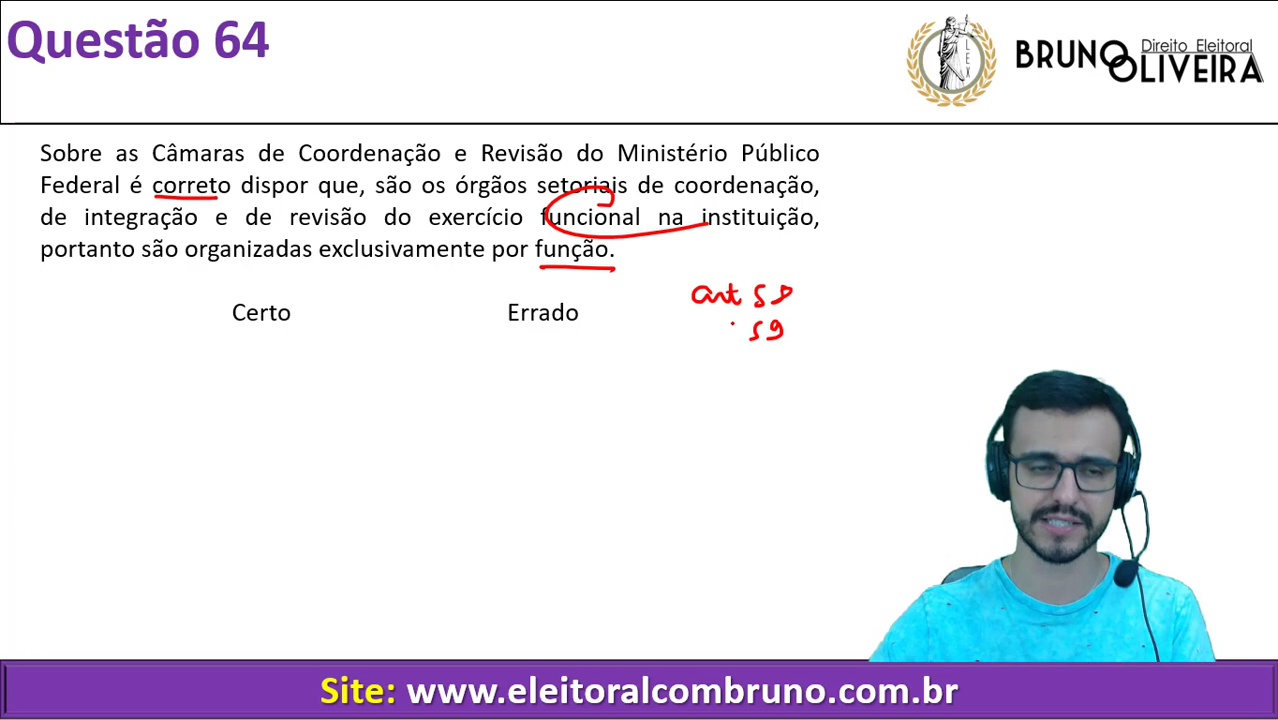 Questão 64
LEX
BRUNO Direito Eleitoral
OLIVEIRA
Sobre as Câmaras de Coordenação e Revisão do Ministério Público
Federal é correto dispor que, são os órgãos setoriais de coordenação,
de integração e de revisão do exercício funcional na instituição,
portanto são organizadas exclusivamente por função.
Certo Errado
art 58
59
Site: www.eleitoralcombruno.com.br